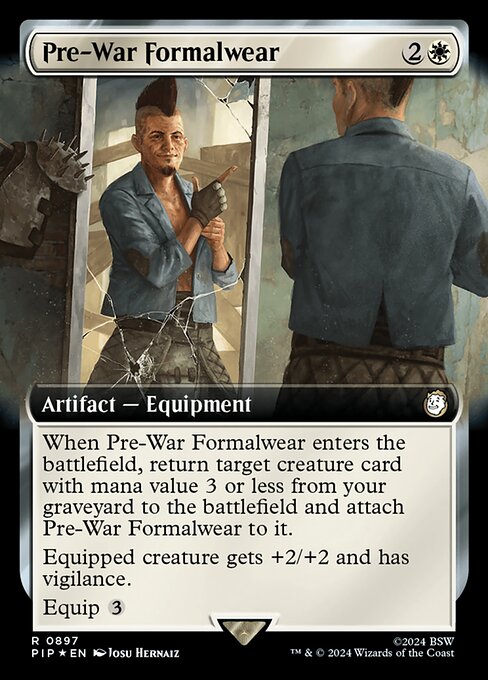 Pre-War Formalwear 2
Artifact — Equipment
When Pre-War Formalwear enters the
battlefield, return target creature card
with mana value 3 or less from your
graveyard to the battlefield and attach
Pre-War Formalwear to it.
Equipped creature gets +2/+2 and has
vigilance.
Equip 3
R 0897
PIP★EN Josu Hernaiz
©2024 BSW
™ & © 2024 Wizards of the Coast